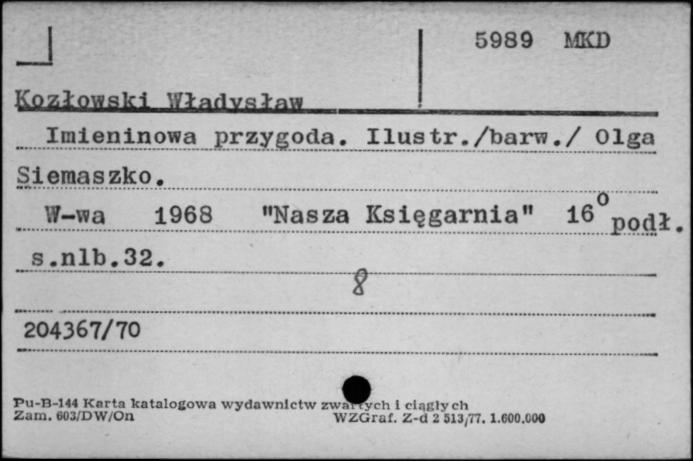 5989 MKD
Kozłowski Władysław
Imieninowa przygoda. Ilustr./barw./ Olga
Siemaszko.
W-wa 1968 "Nasza Księgarnia" 16° podł.
s.nlb.32.
8
204367/70
Pu-B-144 Karta katalogowa wydawnictw zwartych i ciągłych
Zam. 603/DW/On WZGraf. Z-d 2 513/77. 1.600.000